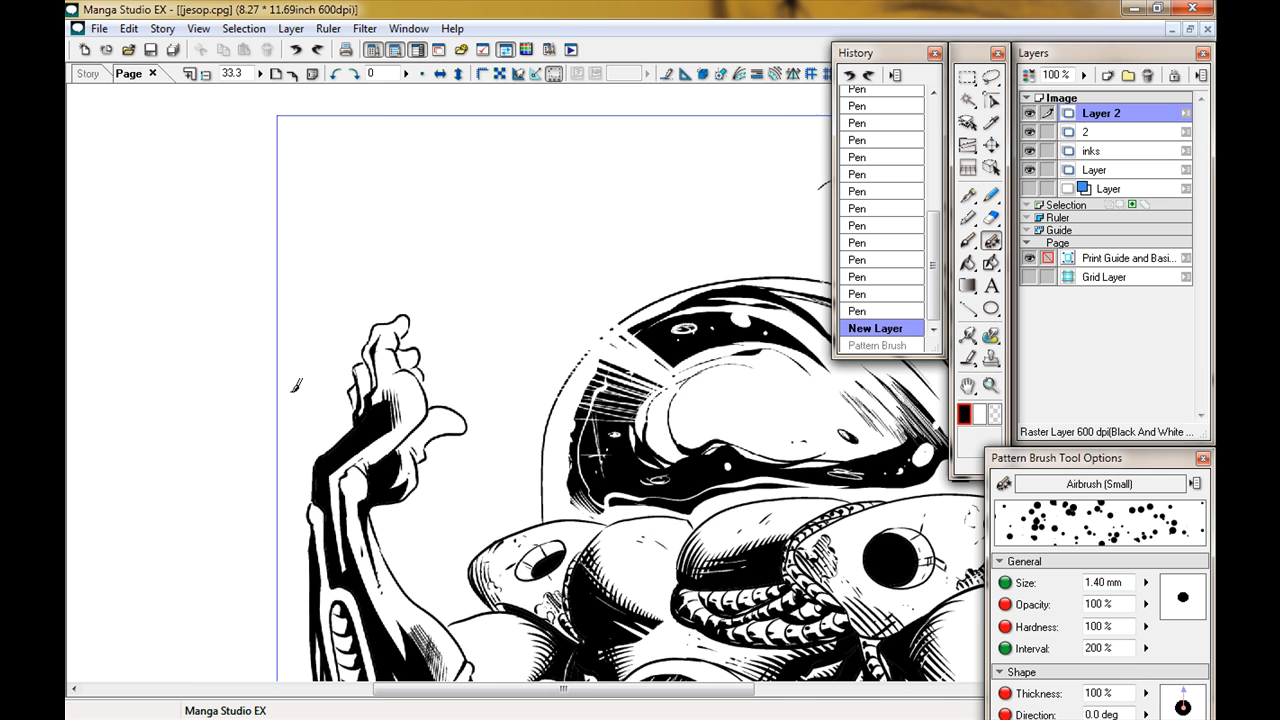 Manga Studio EX - [[jesop.cpg] (8.27 * 11.69inch 600dpi)]
File Edit Story View Selection Layer Ruler Filter Window Help
Story Page 33.3 0
History
Pen
Pen
Pen
Pen
Pen
Pen
Pen
Pen
Pen
Pen
Pen
Pen
Pen
Pen
New Layer
Pattern Brush
A
Layers
100 %
Image
Layer 2
2
inks
Layer
Layer
Selection
Ruler
Guide
Page
Print Guide and Basi...
Grid Layer
Raster Layer 600 dpi(Black And White ...
Pattern Brush Tool Options
Airbrush (Small)
General
Size: 1.40 mm
Opacity: 100 %
Hardness: 100 %
Interval: 200 %
Shape
Thickness: 100 %
Direction: 0.0 deg
Manga Studio EX